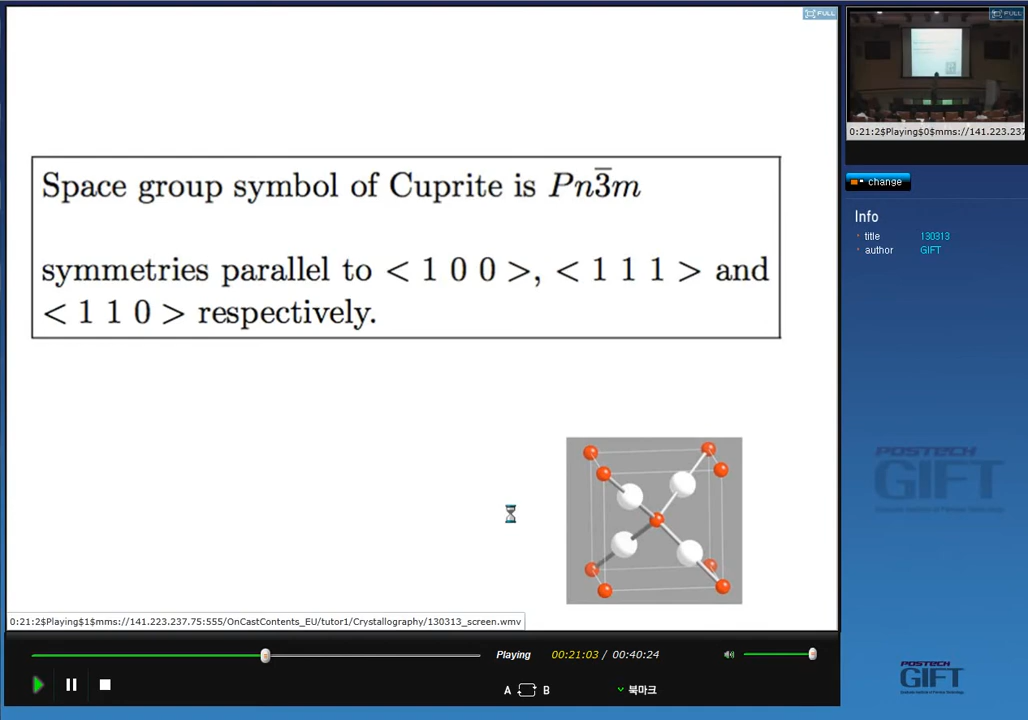 FULL
FULL
Space group symbol of Cuprite is Pn3̅m
symmetries parallel to < 1 0 0 >, < 1 1 1 > and
< 1 1 0 > respectively.
0:21:2$Playing$0$mms://141.223.237
change
Info
title 130313
author GIFT
POSTECH
GIFT
0:21:2$Playing$1$mms://141.223.237.75:555/OnCastContents_EU/tutor1/Crystallography/130313_screen.wmv
Playing 00:21:03 / 00:40:24
A B 북마크
POSTECH
GIFT